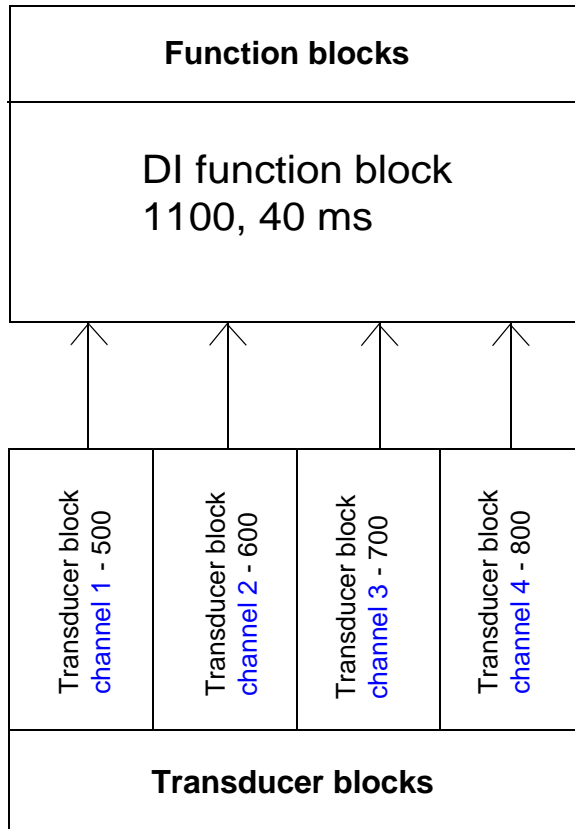 Function blocks
DI function block
1100, 40 ms
Transducer block
channel 1 - 500
Transducer block
channel 2 - 600
Transducer block
channel 3 - 700
Transducer block
channel 4 - 800
Transducer blocks